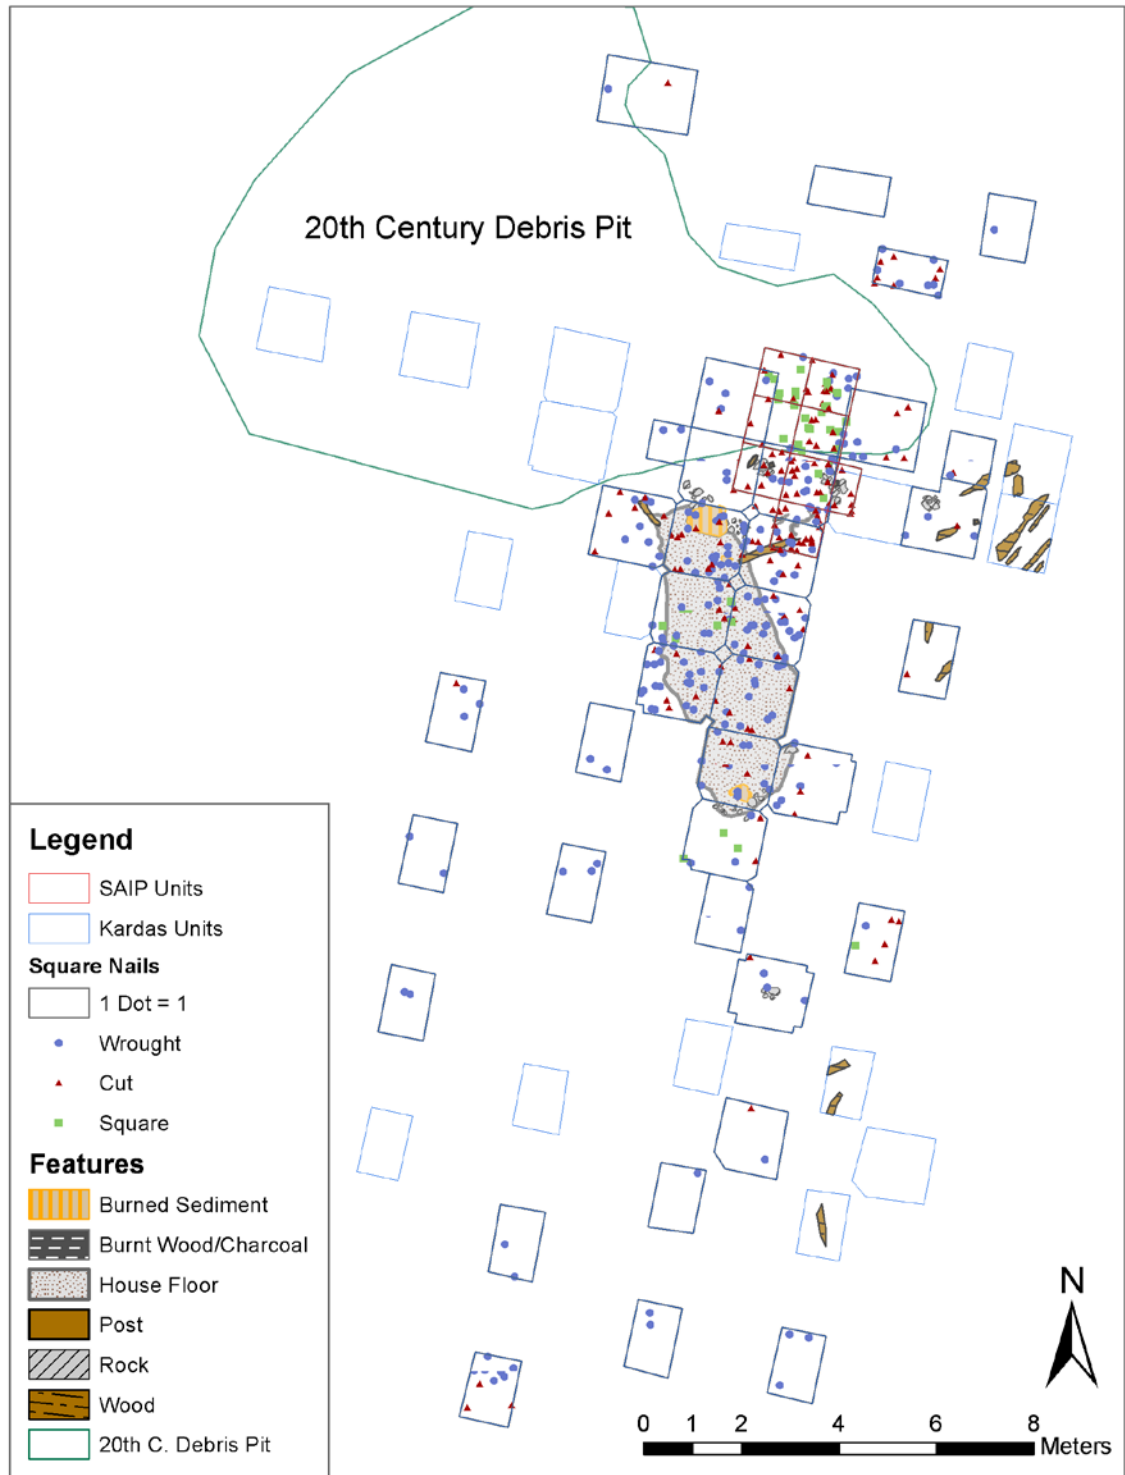 20th Century Debris Pit
Legend
SAIP Units
Kardas Units
Square Nails
1 Dot = 1
Wrought
Cut
Square
Features
Burned Sediment
Burnt Wood/Charcoal
House Floor
Post
Rock
Wood
20th C. Debris Pit
N
0 1 2 4 6 8
Meters